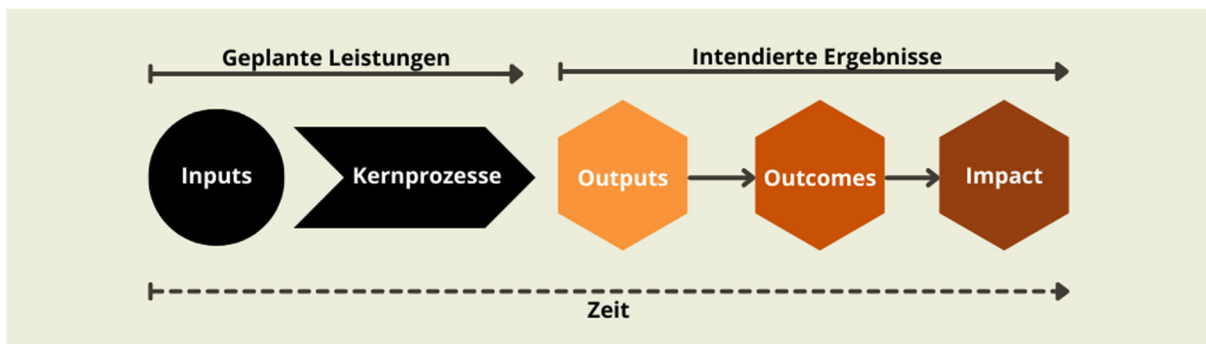 Geplante Leistungen
Intendierte Ergebnisse
Inputs
Kernprozesse
Outputs
Outcomes
Impact
Zeit